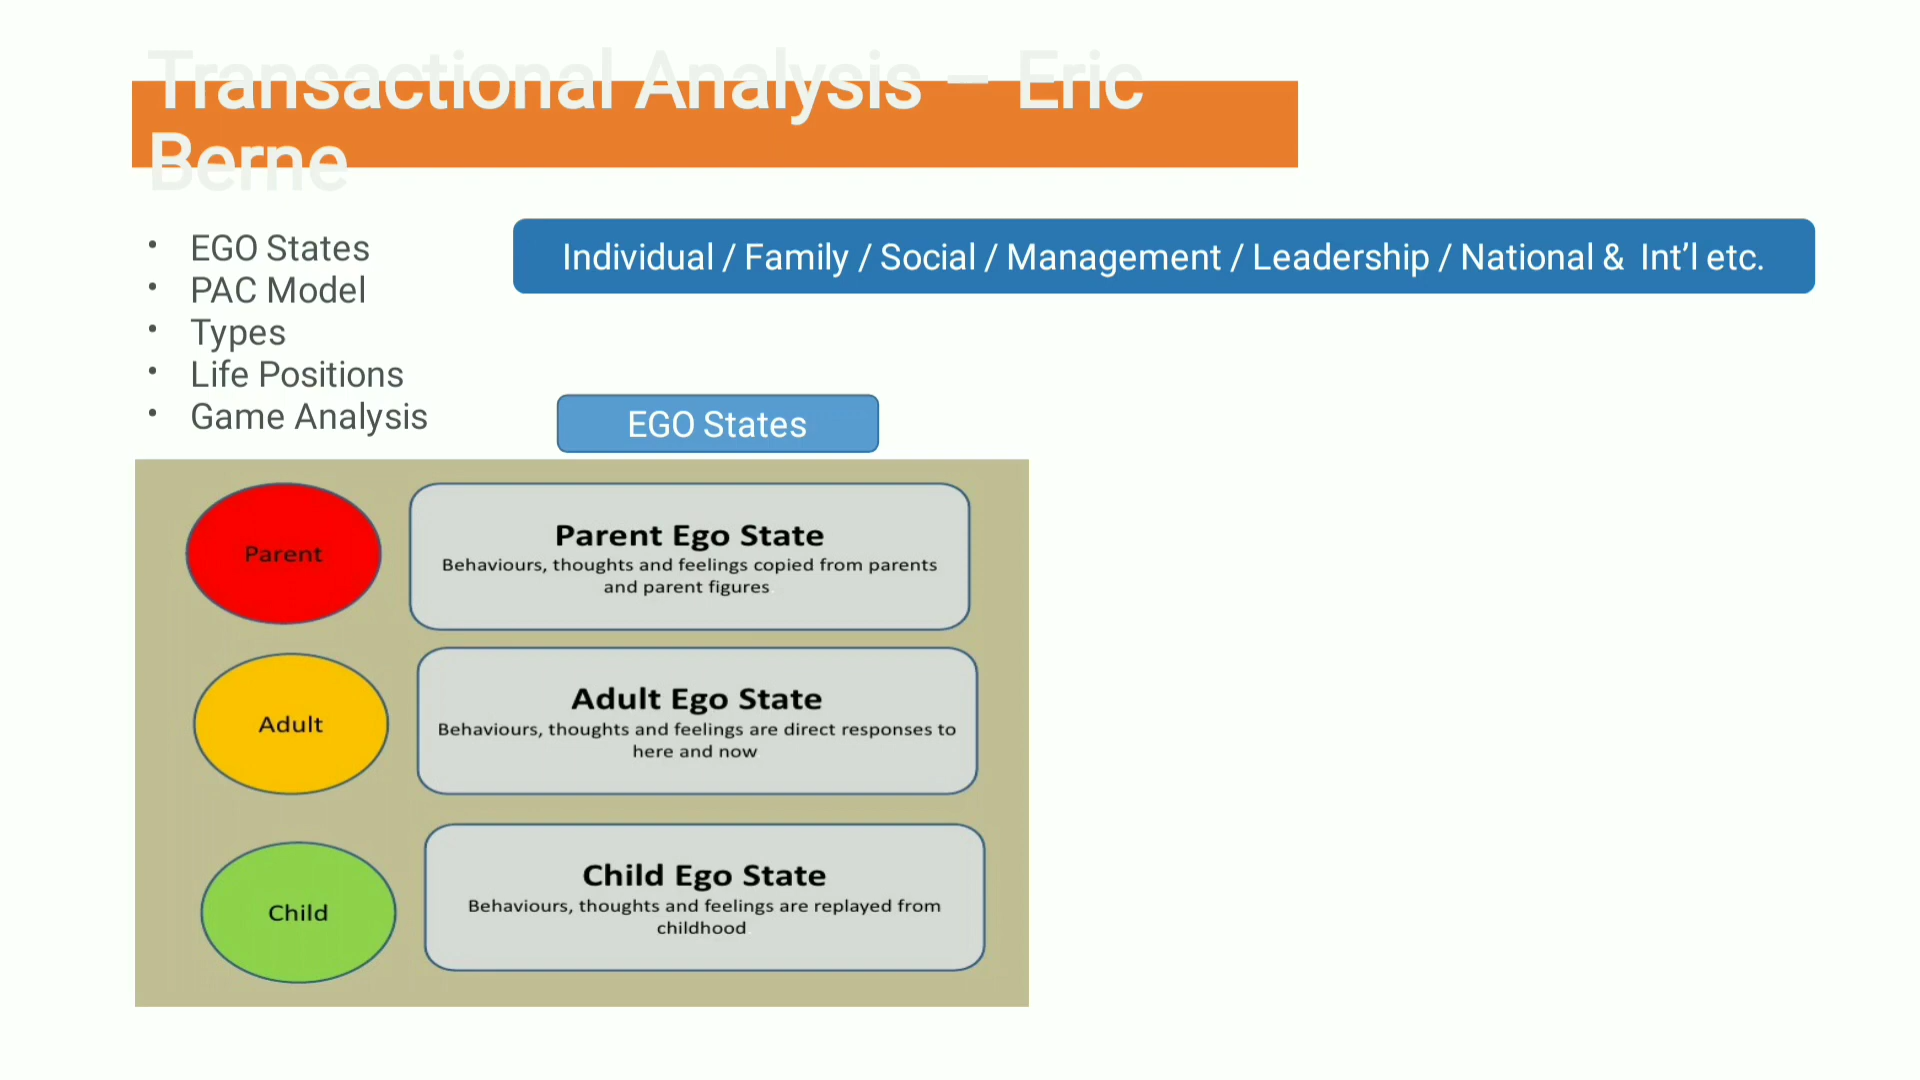 Transactional Analysis – Eric
Berne
• EGO States
• PAC Model
• Types
• Life Positions
• Game Analysis
Individual / Family / Social / Management / Leadership / National &  Int’l etc.
EGO States
Parent
Parent Ego State
Behaviours, thoughts and feelings copied from parents
and parent figures
Adult
Adult Ego State
Behaviours, thoughts and feelings are direct responses to
here and now
Child
Child Ego State
Behaviours, thoughts and feelings are replayed from
childhood